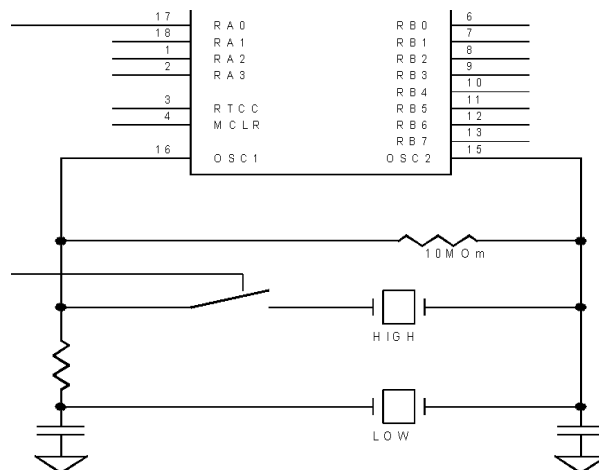 17 RA0 RB0 6
18 RA1 RB1 7
1 RA2 RB2 8
2 RA3 RB3 9
RB4 10
3 RTCC RB5 11
4 MCLR RB6 12
RB7 13
16 OSC1 OSC2 15
10MOm
HIGH
LOW